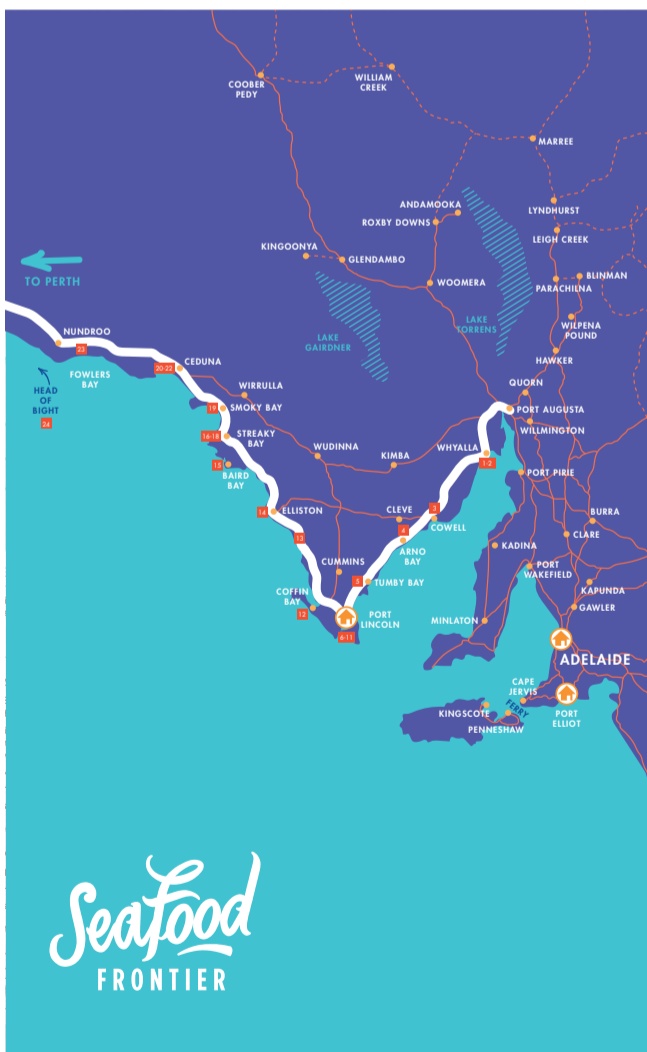 COOBER
PEDY
WILLIAM
CREEK
MARREE
ANDAMOOKA
ROXBY DOWNS
LYNDHURST
LEIGH CREEK
KINGOONYA
GLENDAMBO
WOOMERA
BLINMAN
PARACHILNA
TO PERTH
LAKE
GAIRDNER
LAKE
TORRENS
WILPENA
POUND
HAWKER
NUNDROO
23
FOWLERS
BAY
HEAD
OF
BIGHT
24
20-22
CEDUNA
WIRRULLA
QUORN
PORT AUGUSTA
WILLMINGTON
19
SMOKY BAY
16-18
STREAKY
BAY
15
BAIRD
BAY
WUDINNA
KIMBA
WHYALLA
1-2
PORT PIRIE
14
ELLISTON
13
CLEVE
3
COWELL
4
ARNO
BAY
BURRA
CLARE
KADINA
CUMMINS
5
TUMBY BAY
PORT
WAKEFIELD
KAPUNDA
GAWLER
COFFIN
BAY
12
PORT
LINCOLN
6-11
MINLATON
ADELAIDE
CAPE
JERVIS
FERRY
KINGSCOTE
PENNESHAW
PORT
ELLIOT
Seafood
FRONTIER